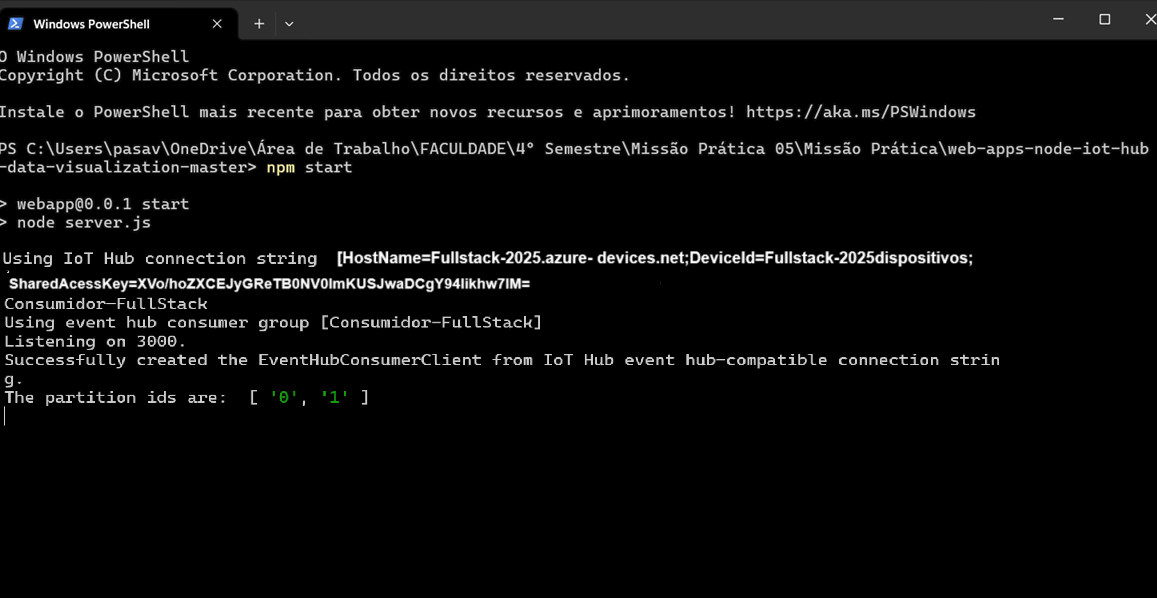 Windows PowerShell
O Windows PowerShell
Copyright (C) Microsoft Corporation. Todos os direitos reservados.
Instale o PowerShell mais recente para obter novos recursos e aprimoramentos! https://aka.ms/PSWindows
PS C:\Users\pasav\OneDrive\Área de Trabalho\FACULDADE\4° Semestre\Missão Prática 05\Missão Prática\web-apps-node-iot-hub
-data-visualization-master> npm start
> webapp@0.0.1 start
> node server.js
Using IoT Hub connection string [HostName=Fullstack-2025.azure- devices.net;DeviceId=Fullstack-2025dispositivos;
SharedAcessKey=XVo/hoZXCEJyGReTB0NV0lmKUSJwaDCgY94Iikhw7lM=
Consumidor-FullStack
Using event hub consumer group [Consumidor-FullStack]
Listening on 3000.
Successfully created the EventHubConsumerClient from IoT Hub event hub-compatible connection strin
g.
The partition ids are: [ '0', '1' ]